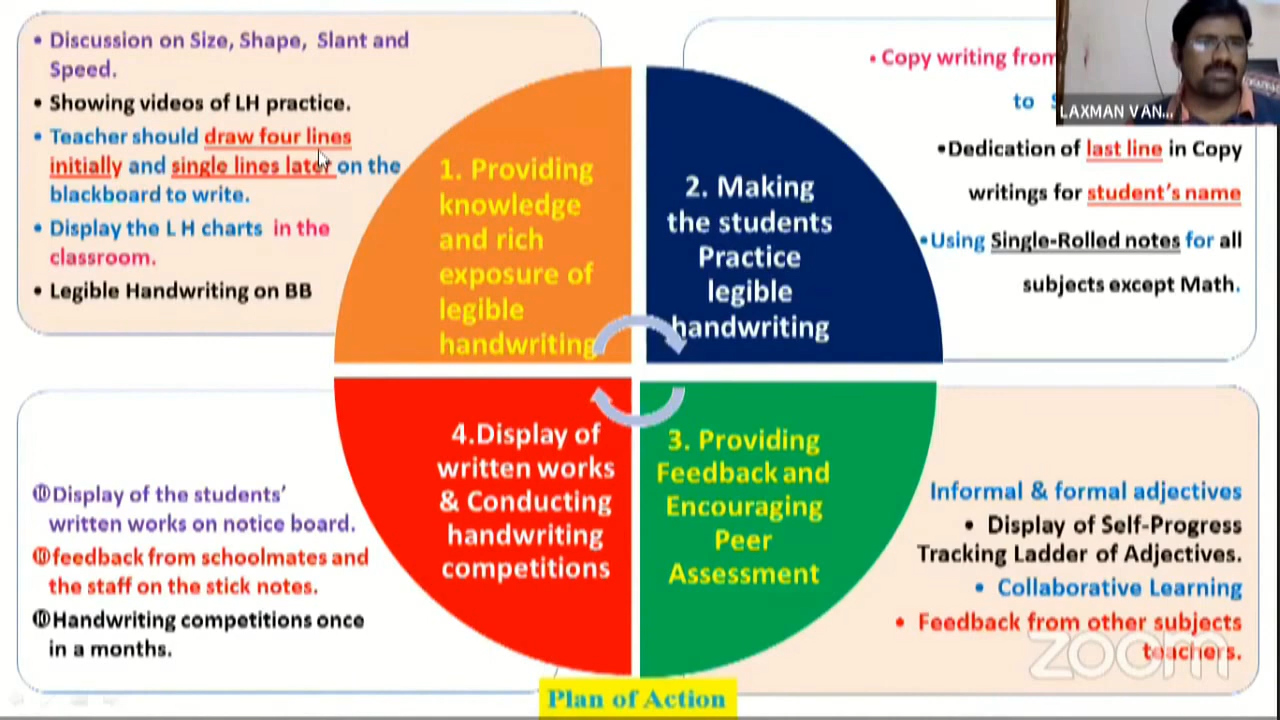 • Discussion on Size, Shape, Slant and
Speed.
• Showing videos of LH practice.
• Teacher should draw four lines
initially and single lines later on the
blackboard to write.
• Display the L H charts in the
classroom.
• Legible Handwriting on BB
1. Providing
knowledge
and rich
exposure of
legible
handwriting
2. Making
the students
Practice
legible
handwriting
• Copy writing from
to
LAXMAN VAN...
•Dedication of last line in Copy
writings for student's name
•Using Single-Rolled notes for all
subjects except Math.
4.Display of
written works
& Conducting
handwriting
competitions
3. Providing
Feedback and
Encouraging
Peer
Assessment
⑩Display of the students'
written works on notice board.
⑩feedback from schoolmates and
the staff on the stick notes.
⑩Handwriting competitions once
in a months.
Informal & formal adjectives
• Display of Self-Progress
Tracking Ladder of Adjectives.
• Collaborative Learning
• Feedback from other subjects
teachers.
zoom
Plan of Action